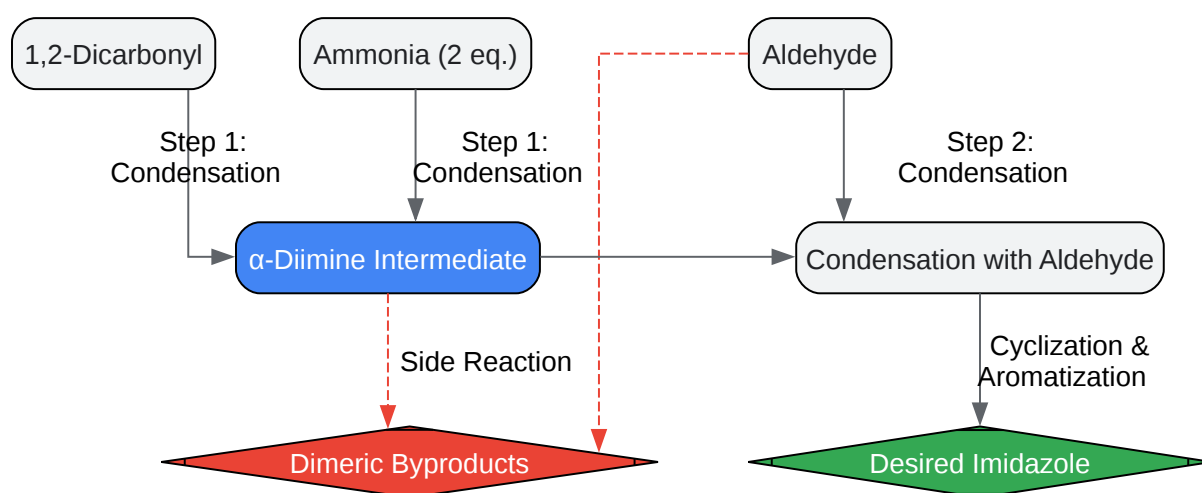 1,2-Dicarbonyl
Ammonia (2 eq.)
Aldehyde
Step 1:
Condensation
Step 1:
Condensation
Step 2:
Condensation
α-Diimine Intermediate
Condensation with Aldehyde
Side Reaction
Cyclization &
Aromatization
Dimeric Byproducts
Desired Imidazole